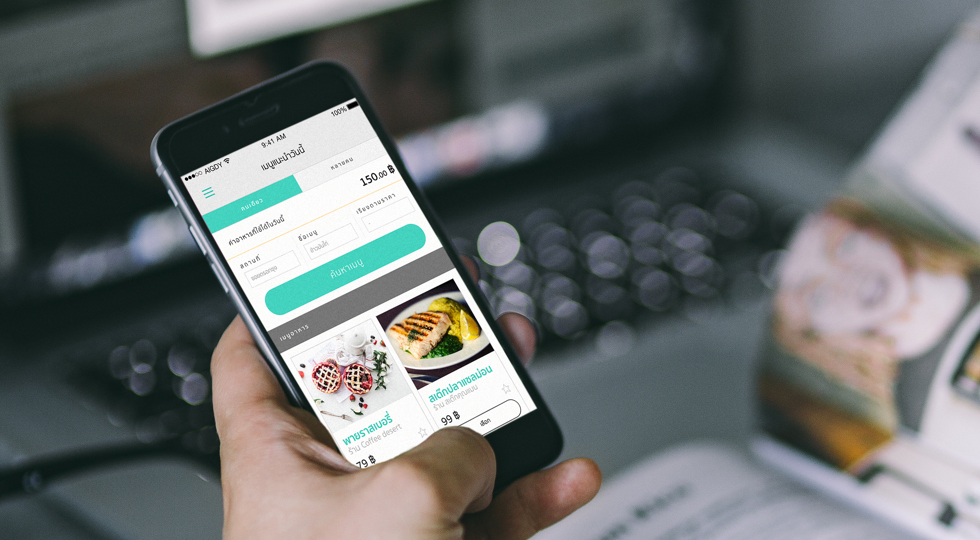 AIGDY 9:41 AM 100%
เมนูแนะนำวันนี้
คนเดียว หลายคน
ค่าอาหารที่ใช้ได้ในวันนี้ 150.00 ฿
สถานที่ ชื่อเมนู เรียงตามราคา
ค้นหาเมนู
เมนูอาหาร
พายราสเบอรี่
ร้าน Coffee desert
79 ฿
สเต๊กปลาแซลม่อน
ร้าน สเต๊กคุณแบน
99 ฿
เลือก